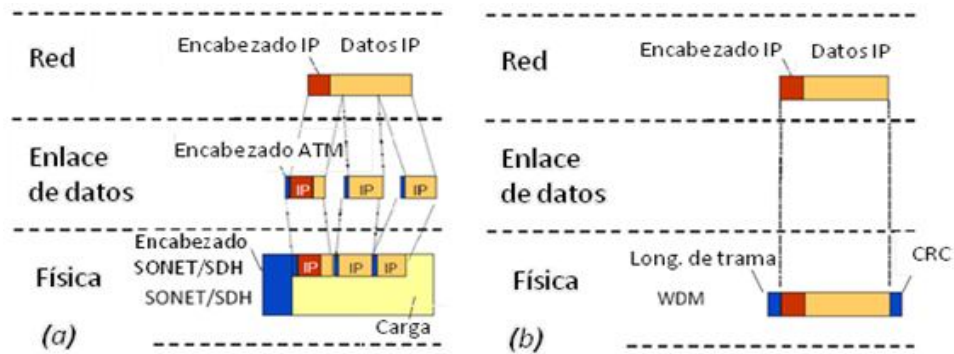 Red
Encabezado IP Datos IP
Encabezado ATM
Enlace
de datos
IP IP IP
Encabezado
SONET/SDH
SONET/SDH
Física
IP IP IP
Carga
(a)
Red
Encabezado IP Datos IP
Enlace
de datos
Física
Long. de trama
CRC
WDM
(b)